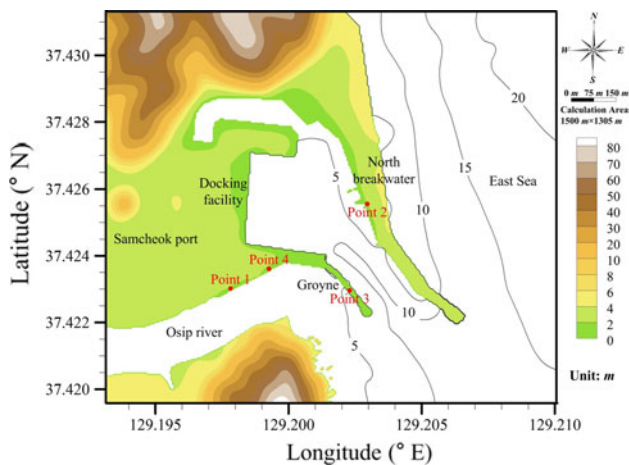 37.430
37.428
37.426
37.424
37.422
37.420
Latitude (° N)
129.195
129.200
129.205
129.210
Longitude (° E)
North breakwater
Docking facility
Samcheok port
East Sea
Groyne
Osip river
Point 1
Point 2
Point 3
Point 4
5
10
15
20
5
10
N
W
E
S
0 m 75 m 150 m
Calculation Area
1500 m×1305 m
80
70
60
50
40
30
20
10
8
6
4
2
0
Unit: m